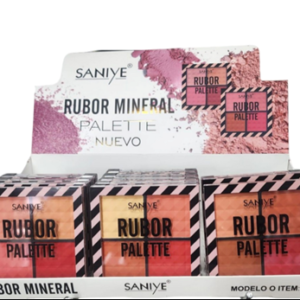 SANIYE
RUBOR MINERAL
PALETTE
NUEVO
RUBOR
PALETTE
SANIYE
RUBOR
PALETTE
SANIYE
RUBOR
PALETTE
SANIYE
RUBOR
PALETTE
BOR MINERAL
SANIYE
MODELO O ITEM